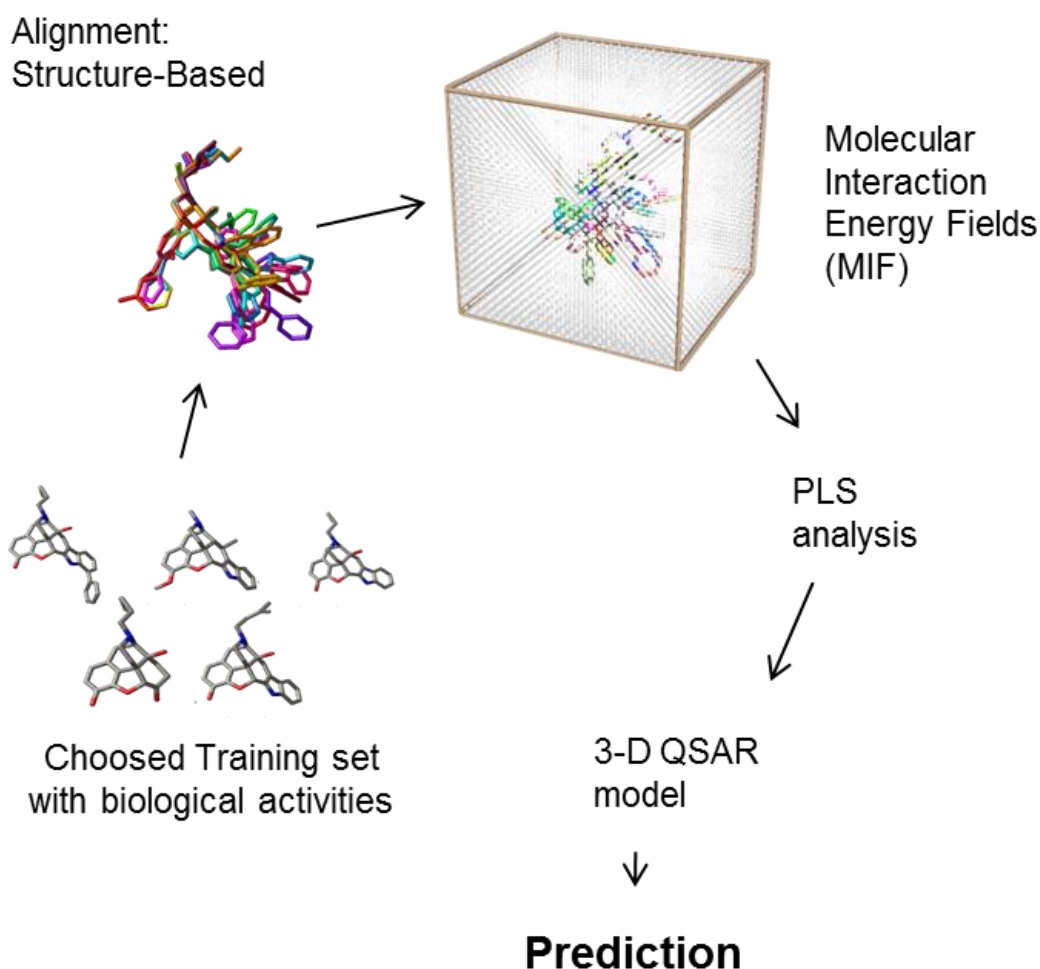 Alignment:
Structure-Based
Molecular
Interaction
Energy Fields
(MIF)
PLS
analysis
Choosed Training set
with biological activities
3-D QSAR
model
Prediction